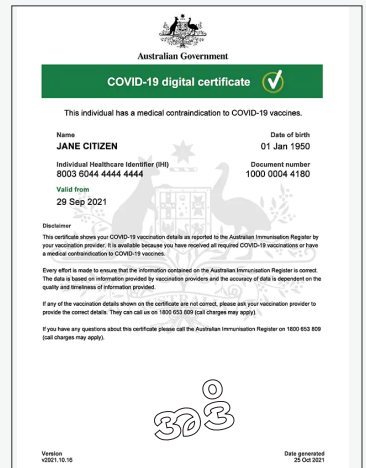 Australian Government
COVID-19 digital certificate
This individual has a medical contraindication to COVID-19 vaccines.
Name
JANE CITIZEN
Date of birth
01 Jan 1950
Individual Healthcare Identifier (IHI)
8003 6044 4444 4444
Document number
1000 0004 4180
Valid from
29 Sep 2021
Disclaimer
This certificate shows your COVID-19 vaccination details as reported to the Australian Immunisation Register by
your vaccination provider. It is available because you have received all required COVID-19 vaccinations or have
a medical contraindication to COVID-19 vaccines.
Every effort is made to ensure that the information contained on the Australian Immunisation Register is correct.
The data is based on information provided by vaccination providers and the accuracy of data is dependent on the
quality and timeliness of information provided.
If any of the vaccination details shown on the certificate are not correct, please ask your vaccination provider to
provide the correct details. They can call us on 1800 653 809 (call charges may apply).
If you have any questions about this certificate please call the Australian Immunisation Register on 1800 653 809
(call charges may apply).
Version
v2021.10.16
Date generated
25 Oct 2021